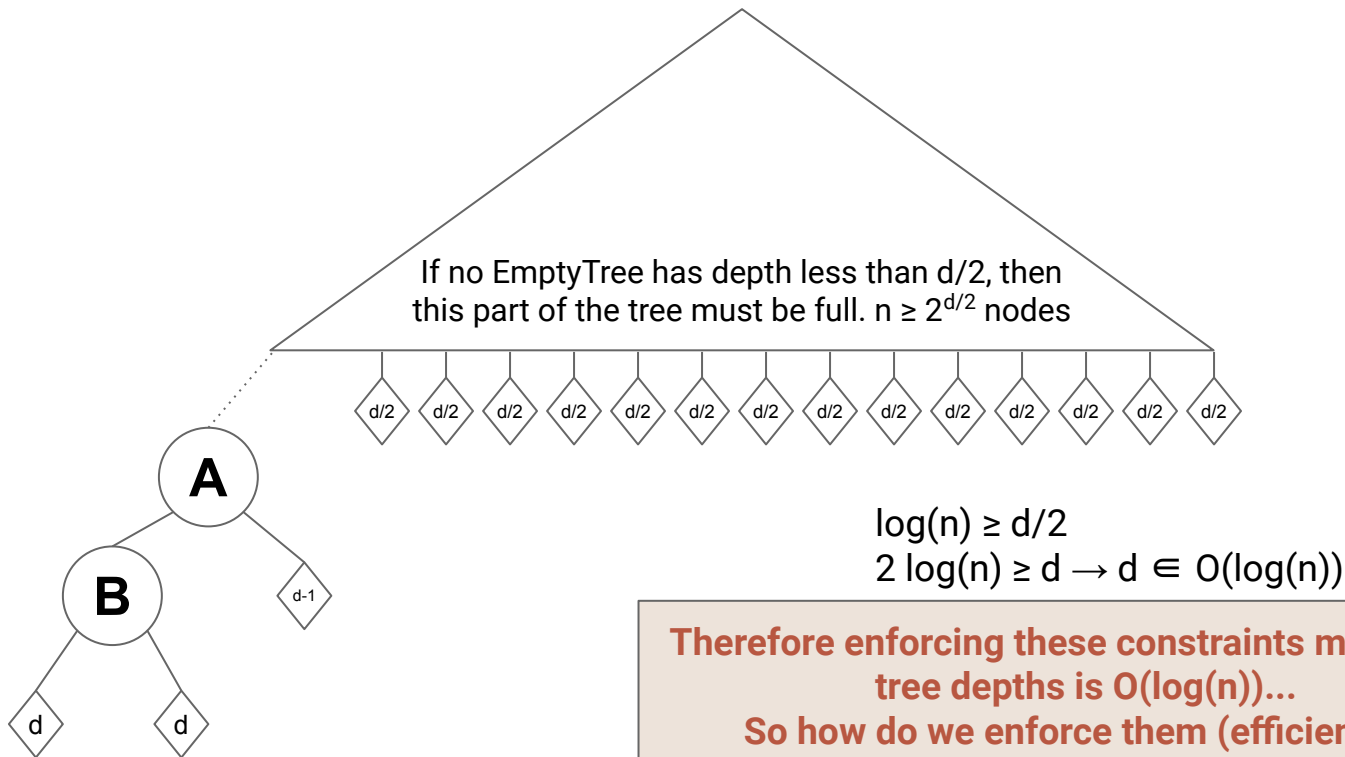 If no EmptyTree has depth less than d/2, then
this part of the tree must be full. n ≥ 2^{d/2} nodes
d/2 d/2 d/2 d/2 d/2 d/2 d/2 d/2 d/2 d/2 d/2 d/2 d/2 d/2
A
log(n) ≥ d/2
2 log(n) ≥ d → d ∈ O(log(n))
B
d-1
Therefore enforcing these constraints
tree depths is O(log(n))...
So how do we enforce them
d d